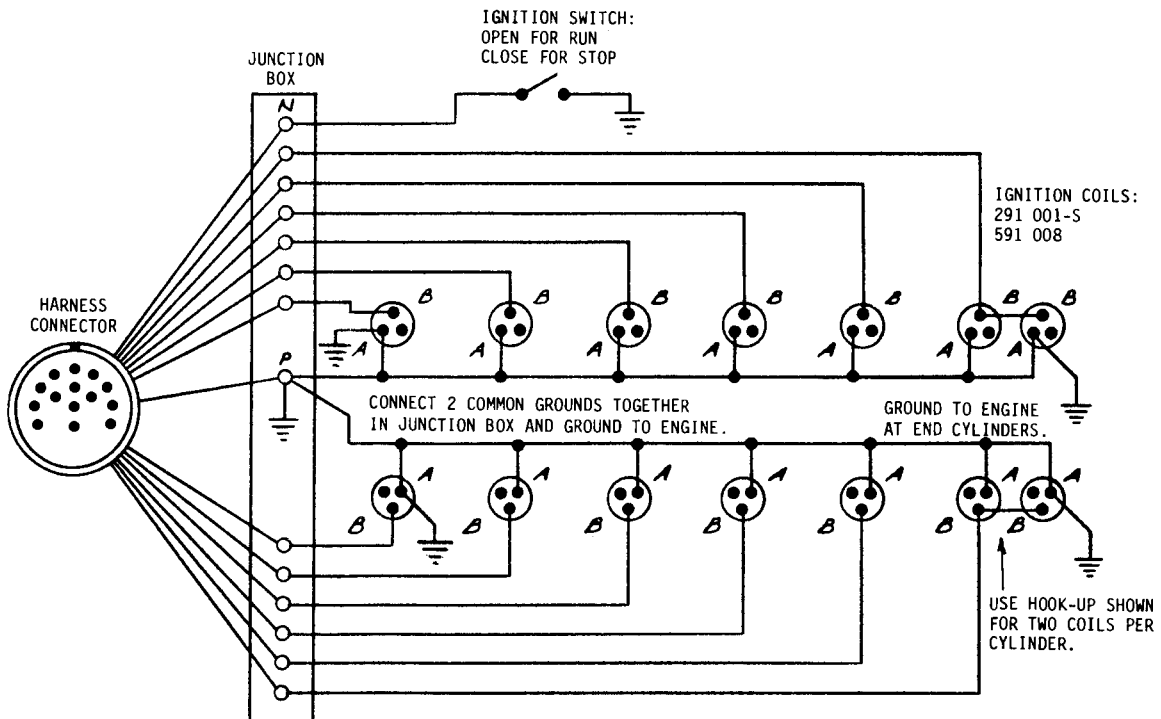 IGNITION SWITCH:
OPEN FOR RUN
CLOSE FOR STOP
JUNCTION
BOX
N
IGNITION COILS:
291 001-S
591 008
HARNESS
CONNECTOR
B
B
B
B
B
B
B
A
A
A
A
A
A
A
P
CONNECT 2 COMMON GROUNDS TOGETHER
IN JUNCTION BOX AND GROUND TO ENGINE.
GROUND TO ENGINE
AT END CYLINDERS.
A
A
A
A
A
A
A
B
B
B
B
B
B
B
USE HOOK-UP SHOWN
FOR TWO COILS PER
CYLINDER.